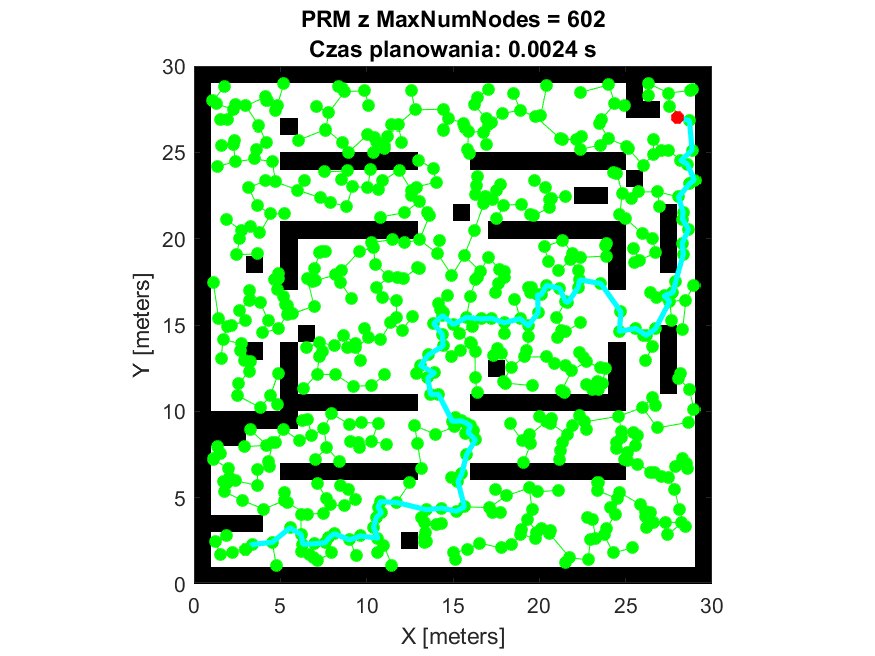 PRM z MaxNumNodes = 602
Czas planowania: 0.0024 s
30
25
20
15
10
5
0
Y [meters]
0 5 10 15 20 25 30
X [meters]